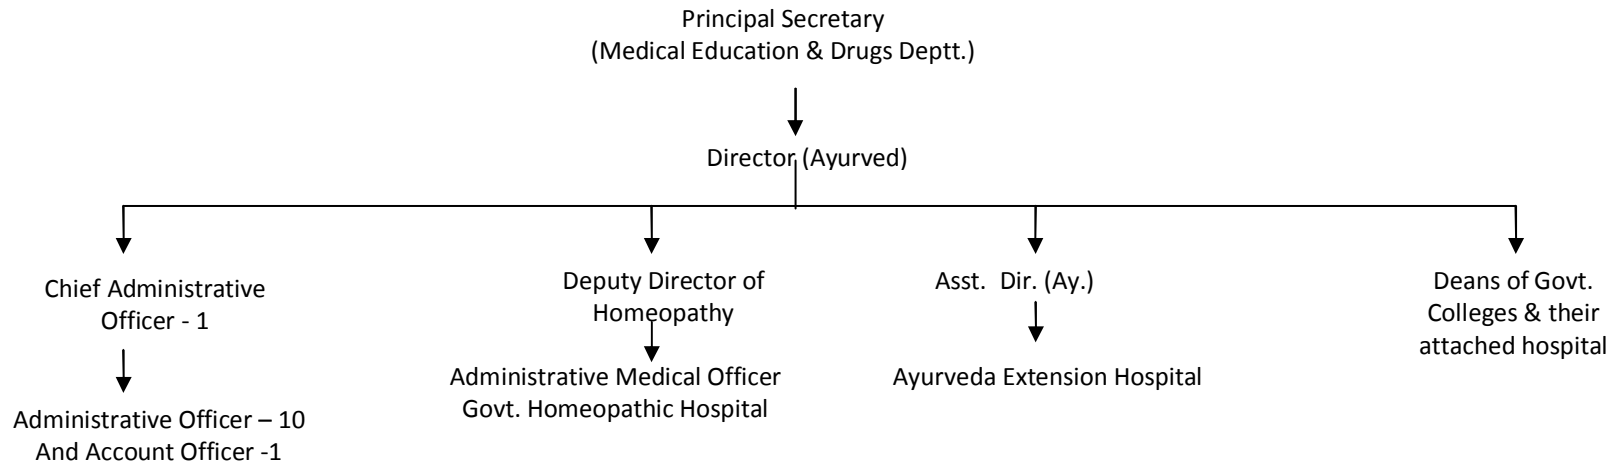 Principal Secretary
(Medical Education & Drugs Deptt.)
Director (Ayurved)
Chief Administrative
Officer - 1
Administrative Officer – 10
And Account Officer -1
Deputy Director of
Homeopathy
Administrative Medical Officer
Govt. Homeopathic Hospital
Asst. Dir. (Ay.)
Ayurveda Extension Hospital
Deans of Govt.
Colleges & their
attached hospital